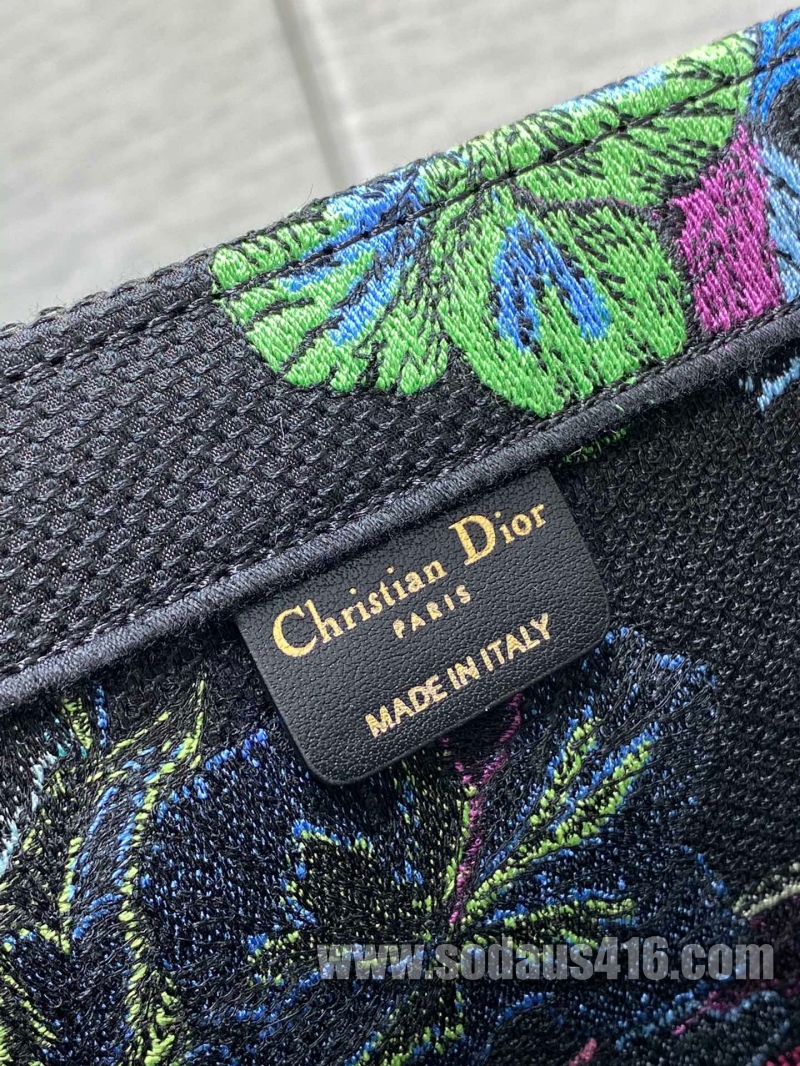 Christian Dior
PARIS
MADE IN ITALY
www.sodaus416.com